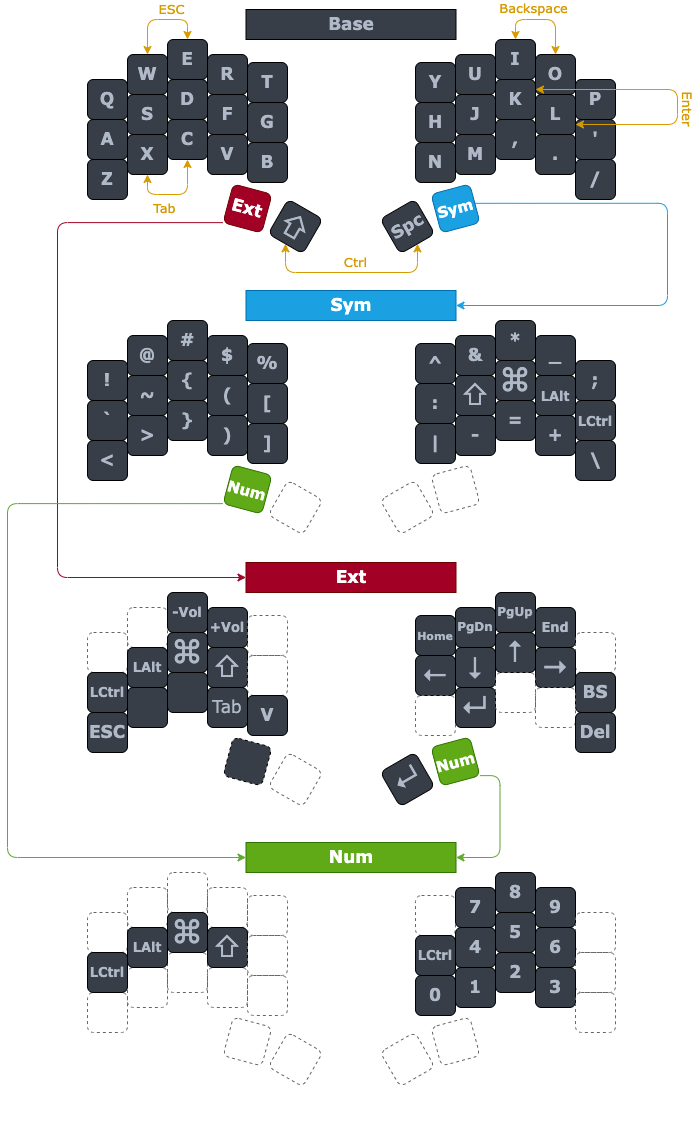 ESC
Base
Backspace
W E R T
Y U I O
Q S D F G
H J K L P
Enter
A X C V B
N M , . '
Z
/
Tab
Ext ⇧
Spc Sym
Ctrl
Sym
@ # $ %
^ & * _
! ~ { ( [
: ⇧ ⌘ LAlt ;
` > } ) ]
| - = + LCtrl
<
\
Num
Ext
-Vol +Vol
Home PgDn PgUp End
LAlt ⌘ ⇧
← ↓ ↑ →
LCtrl Tab V
↵ BS
ESC
Del
↵ Num
Num
7 8 9
LAlt ⌘ ⇧
LCtrl 4 5 6
LCtrl
0 1 2 3